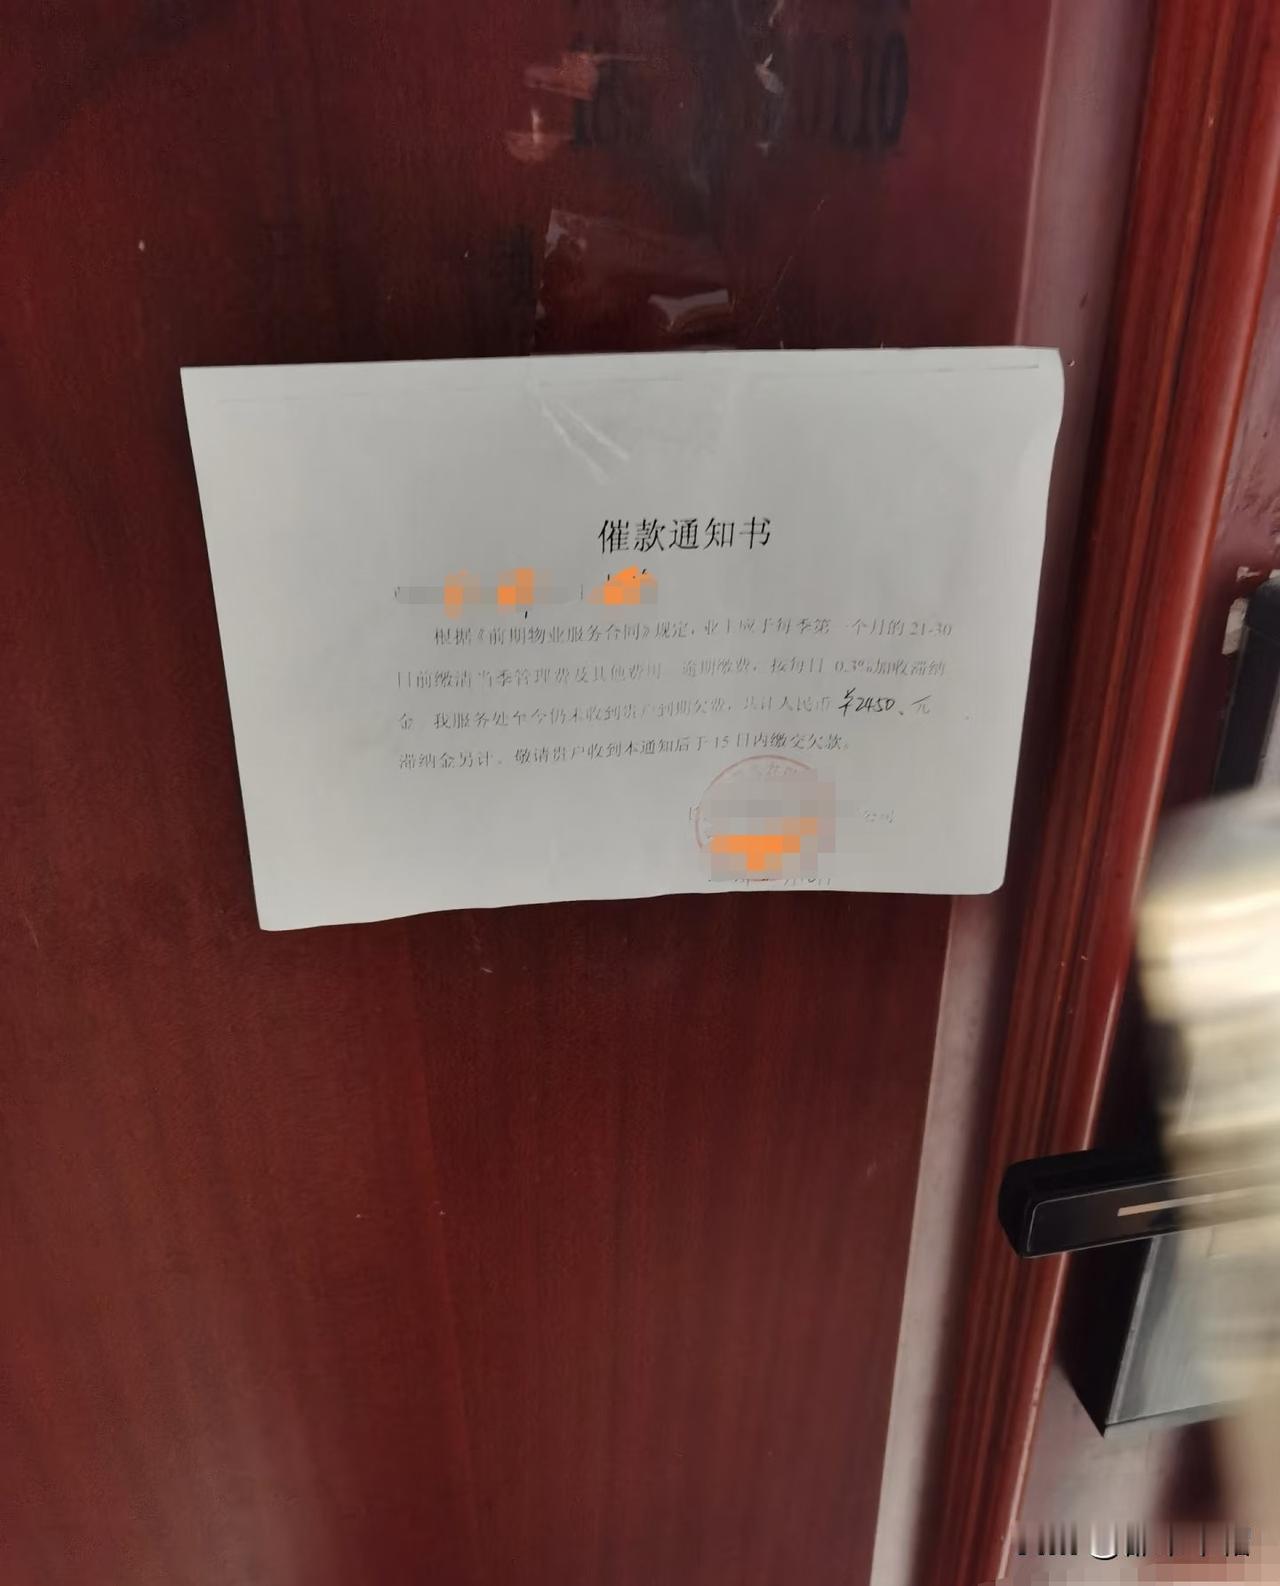 0110
催款通知书
根据《前期物业服务合同》规定，业主应于每季第一个月的21-30
日前缴清当季管理费及其他费用。逾期缴费，按每日 0.3%加收滞纳
金。我服务处至今仍未收到贵户到期欠费，共计人民币 ¥2450、元
滞纳金另计。敬请贵户收到本通知后于15日内缴交欠款。
公司